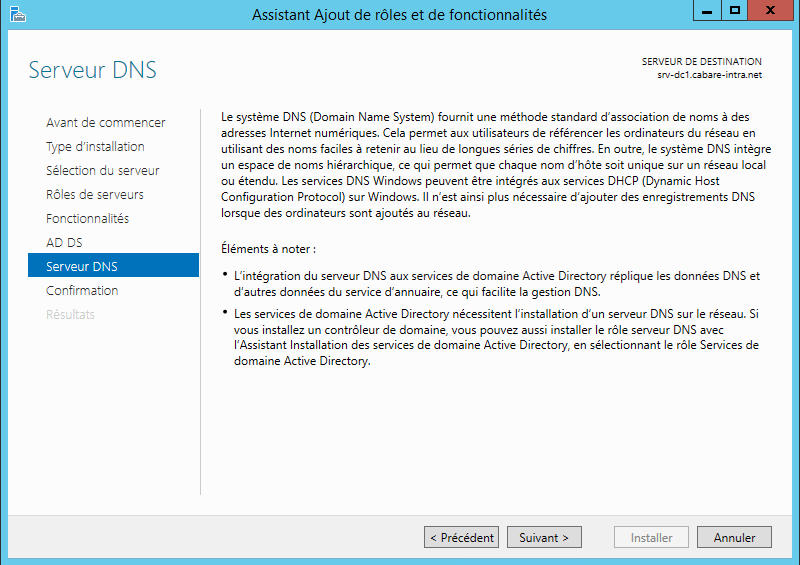 Assistant Ajout de rôles et de fonctionnalités
Serveur DNS
SERVEUR DE DESTINATION
srv-dc1.cabare-intra.net
Avant de commencer
Type d'installation
Sélection du serveur
Rôles de serveurs
Fonctionnalités
AD DS
Serveur DNS
Confirmation
Résultats
Le système DNS (Domain Name System) fournit une méthode standard d'association de noms à des
adresses Internet numériques. Cela permet aux utilisateurs de référencer les ordinateurs du réseau en
utilisant des noms faciles à retenir au lieu de longues séries de chiffres. En outre, le système DNS intègre
un espace de noms hiérarchique, ce qui permet que chaque nom d'hôte soit unique sur un réseau local
ou étendu. Les services DNS Windows peuvent être intégrés aux services DHCP (Dynamic Host
Configuration Protocol) sur Windows. Il n'est ainsi plus nécessaire d'ajouter des enregistrements DNS
lorsque des ordinateurs sont ajoutés au réseau.
Éléments à noter :
• L'intégration du serveur DNS aux services de domaine Active Directory réplique les données DNS et
d'autres données du service d'annuaire, ce qui facilite la gestion DNS.
• Les services de domaine Active Directory nécessitent l'installation d'un serveur DNS sur le réseau. Si
vous installez un contrôleur de domaine, vous pouvez aussi installer le rôle serveur DNS avec
l'Assistant Installation des services de domaine Active Directory, en sélectionnant le rôle Services de
domaine Active Directory.
< Précédent
Suivant >
Installer
Annuler